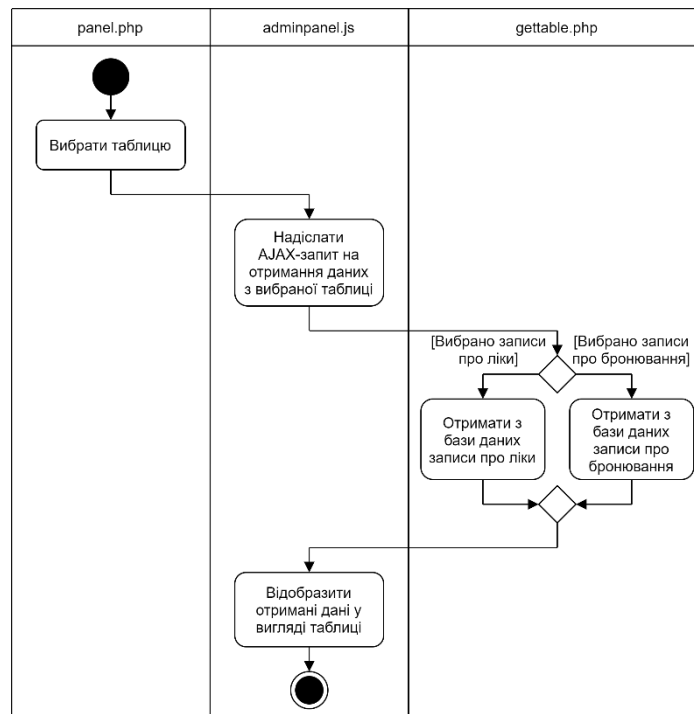 panel.php
adminpanel.js
gettable.php
Вибрати таблицю
Надіслати
AJAX-запит на
отримання даних
з вибраної таблиці
[Вибрано записи
про ліки]
[Вибрано записи
про бронювання]
Отримати з
бази даних
записи про ліки
Отримати з
бази даних
записи про
бронювання
Відобразити
отримані дані у
вигляді таблиці